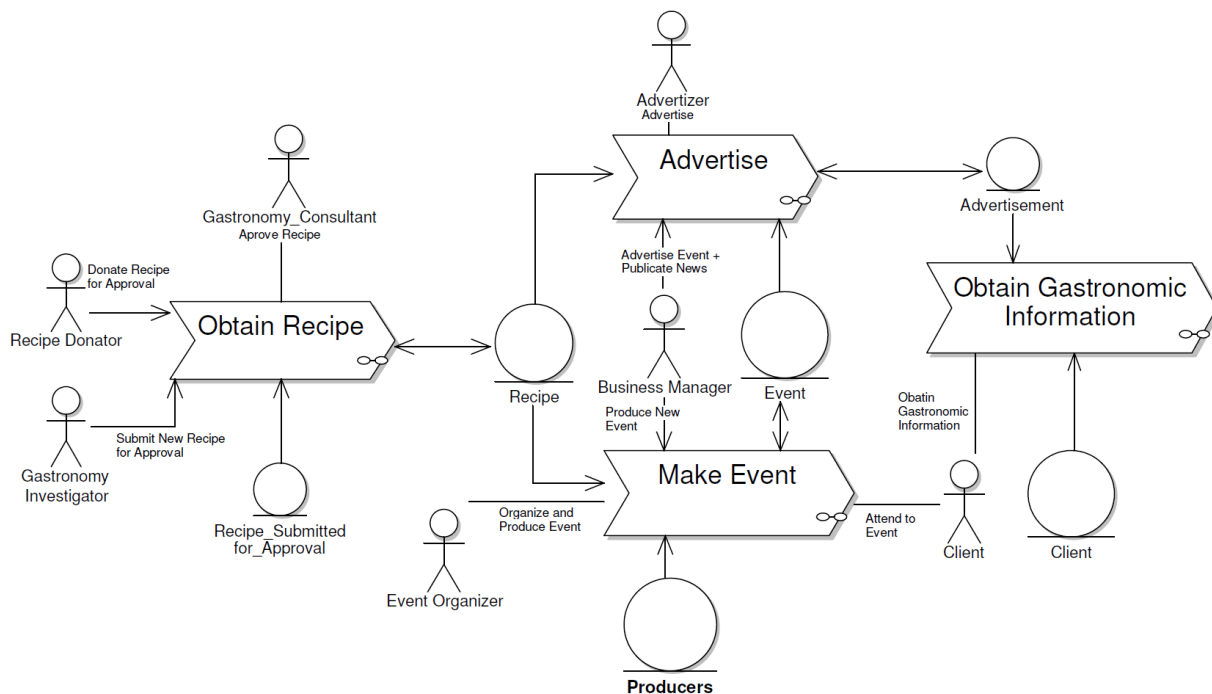 Advertizer
Advertise
Advertise
Gastronomy_Consultant
Aprove Recipe
Advertisement
Donate Recipe
for Approval
Advertise Event +
Publicate News
Recipe Donator
Obtain Recipe
Obtain Gastronomic
Information
Recipe
Business Manager
Event
Produce New
Event
Obatin
Gastronomic
Information
Submit New Recipe
for Approval
Gastronomy
Investigator
Make Event
Recipe_Submitted
for_Approval
Organize and
Produce Event
Attend to
Event
Client
Client
Event Organizer
Producers